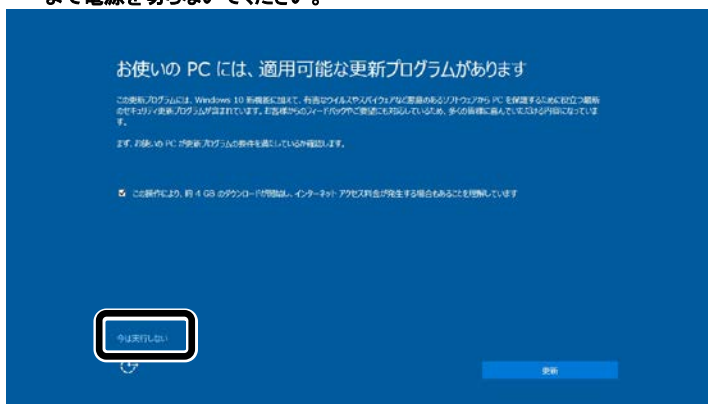 まで電源を切らないでください。
お使いの PC には、適用可能な更新プログラムがあります
この更新プログラムには、Windows 10 新機能に加えて、有害なウイルスやスパイウェアなど悪意のあるソフトウェアから PC を保護するために役立つ最新
のセキュリティ更新プログラムが含まれています。お客様からのフィードバックやご要望にも対応しているため、多くの皆様に喜んでいただける内容になっていま
す。
まず、お使いの PC が更新プログラムの要件を満たしているか確認します。
この操作により、約 4 GB のダウンロードが開始し、インターネット アクセス料金が発生する場合もあることを理解しています
今は実行しない
更新